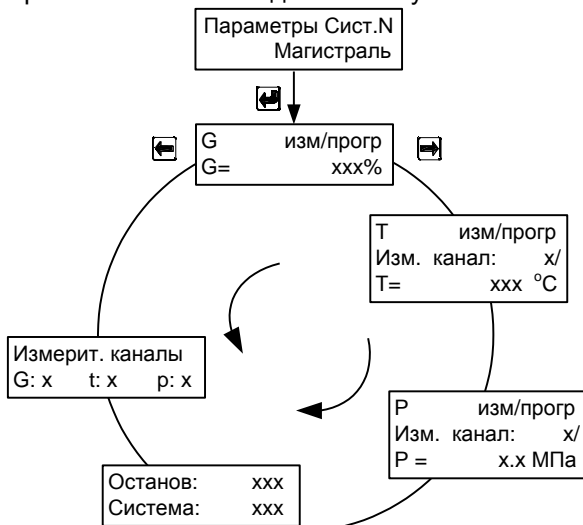 Параметры Сист.N
Магистраль
G изм/прогр
G= xxx%
T изм/прогр
Изм. канал: x/
T= xxx °C
P изм/прогр
Изм. канал: x/
P = x.x МПа
Останов: xxx
Система: xxx
Измерит. каналы
G: x t: x p: x